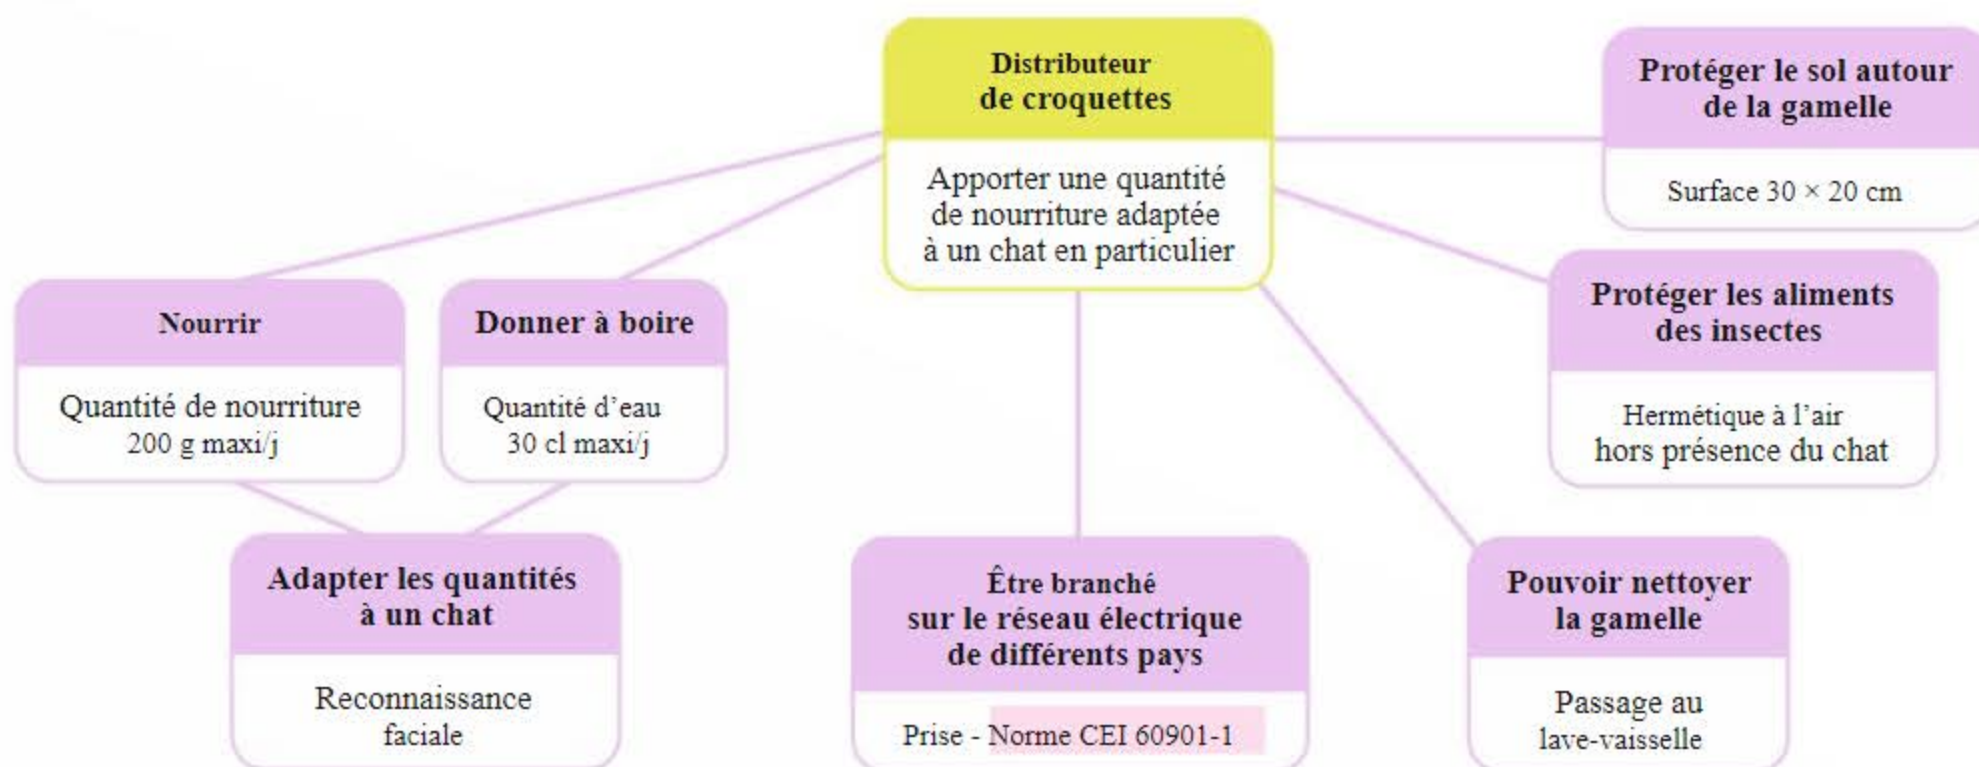 Distributeur
de croquettes
Apporter une quantité
de nourriture adaptée
à un chat en particulier
Protéger le sol autour
de la gamelle
Surface 30 × 20 cm
Nourrir
Quantité de nourriture
200 g maxi/j
Donner à boire
Quantité d’eau
30 cl maxi/j
Protéger les aliments
des insectes
Hermétique à l’air
hors présence du chat
Adapter les quantités
à un chat
Reconnaissance
faciale
Être branché
sur le réseau électrique
de différents pays
Prise - Norme CEI 60901-1
Pouvoir nettoyer
la gamelle
Passage au
lave-vaisselle